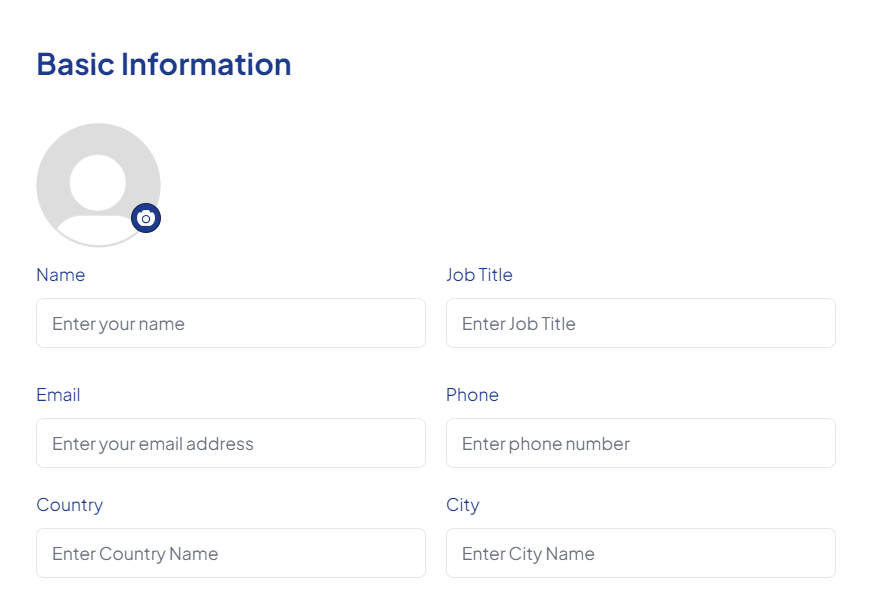 Basic Information
Name
Job Title
Enter your name
Enter Job Title
Email
Phone
Enter your email address
Enter phone number
Country
City
Enter Country Name
Enter City Name